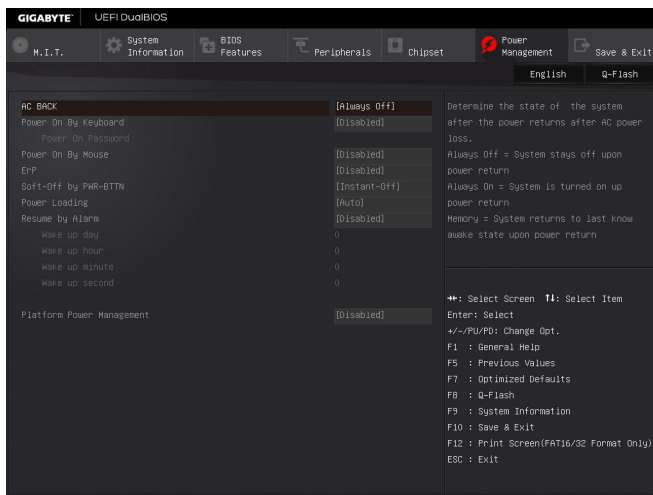 GIGABYTE™ UEFI DualBIOS
M.I.T.
System Information
BIOS Features
Peripherals
Chipset
Power Management
Save & Exit
English Q-Flash
AC BACK [Always Off]
Power On By Keyboard [Disabled]
Power On Password
Power On By Mouse [Disabled]
ErP [Disabled]
Soft-Off by PWR-BTTN [Instant-Off]
Power Loading [Auto]
Resume by Alarm [Disabled]
Wake up day 0
Wake up hour 0
Wake up minute 0
Wake up second 0
Platform Power Management [Disabled]
Determine the state of the system
after the power returns after AC power
loss.
Always Off = System stays off upon
power return
Always On = System is turned on up
power return
Memory = System returns to last know
awake state upon power return
→←: Select Screen ↑↓: Select Item
Enter: Select
+/-/PU/PD: Change Opt.
F1 : General Help
F5 : Previous Values
F7 : Optimized Defaults
F8 : Q-Flash
F9 : System Information
F10 : Save & Exit
F12 : Print Screen(FAT16/32 Format Only)
ESC : Exit